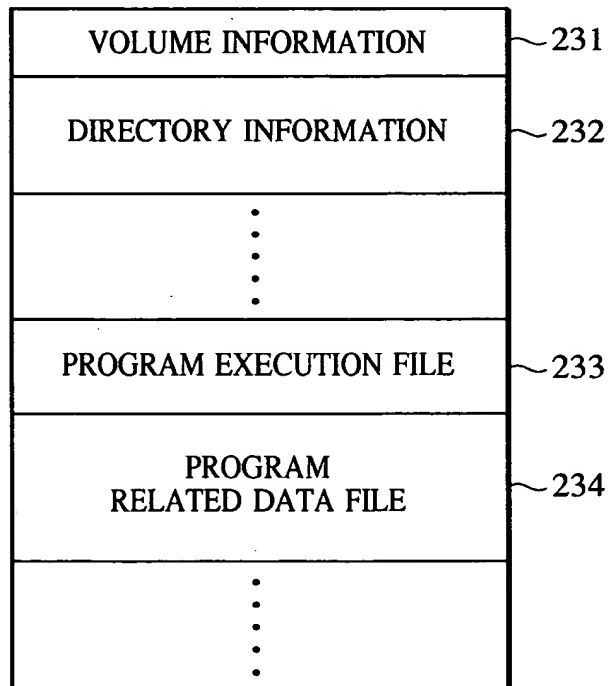 VOLUME INFORMATION 231
DIRECTORY INFORMATION 232
PROGRAM EXECUTION FILE 233
PROGRAM
RELATED DATA FILE 234